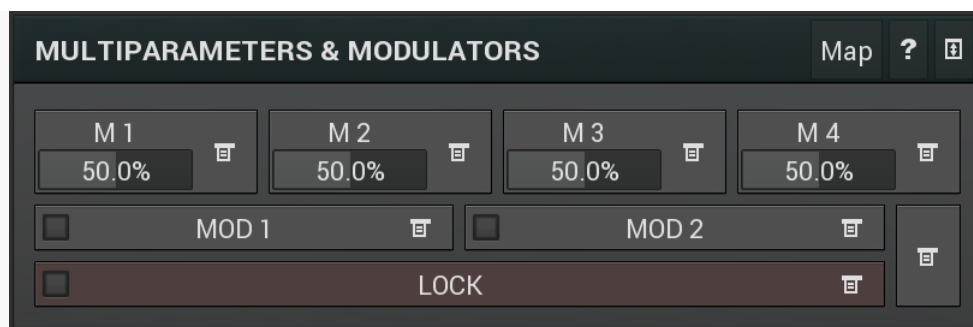 MULTIPARAMETERS & MODULATORS Map ?
M 1 M 2 M 3 M 4
50.0% 50.0% 50.0% 50.0%
MOD 1 MOD 2
LOCK